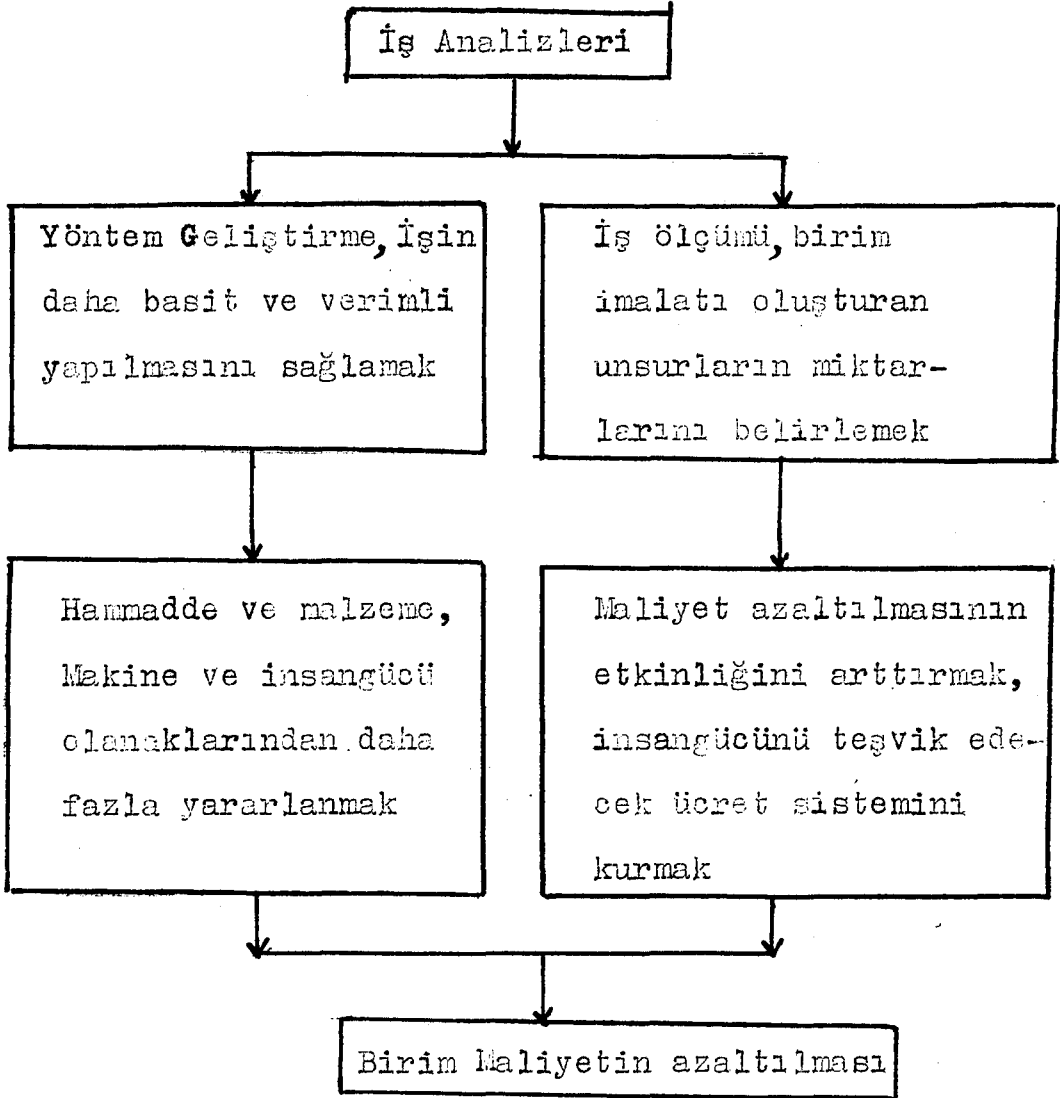 İş Analizleri
Yöntem Geliştirme, İşin
daha basit ve verimli
yapılmasını sağlamak
İş ölçümü, birim
imalatı oluşturan
unsurların miktar-
larını belirlemek
Hammadde ve malzeme,
Makine ve insangücü
olanaklarından daha
fazla yararlanmak
Maliyet azaltılmasının
etkinliğini arttırmak,
insangücünü teşvik ede-
cek ücret sistemini
kurmak
Birim Maliyetin azaltılması